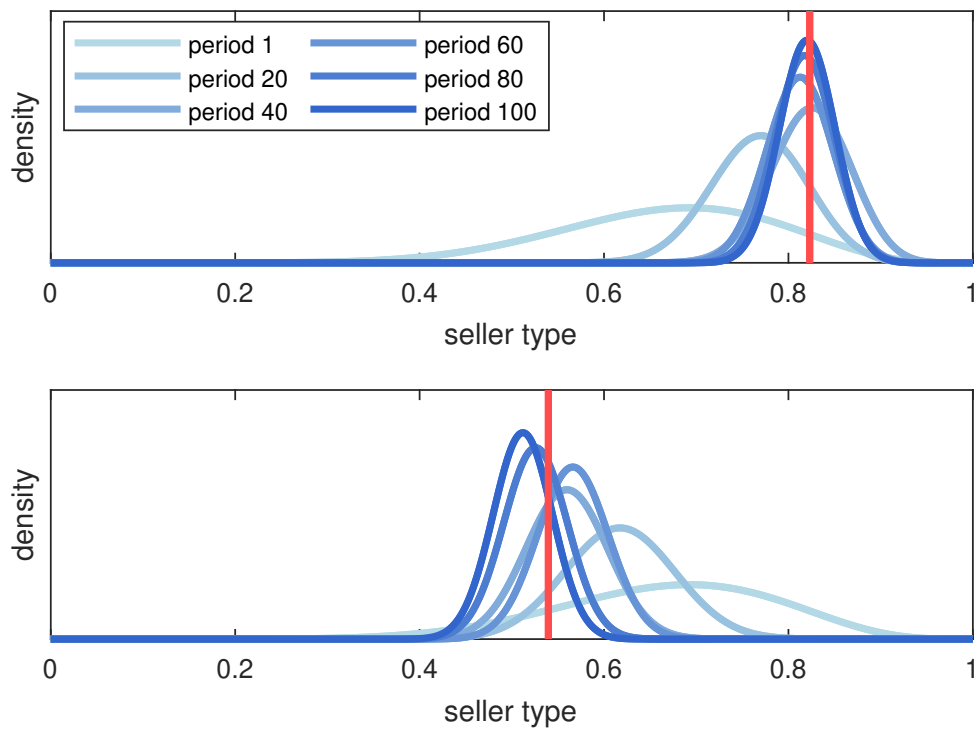 period 1
period 20
period 40
period 60
period 80
period 100
density
0 0.2 0.4 0.6 0.8 1
seller type
density
0 0.2 0.4 0.6 0.8 1
seller type